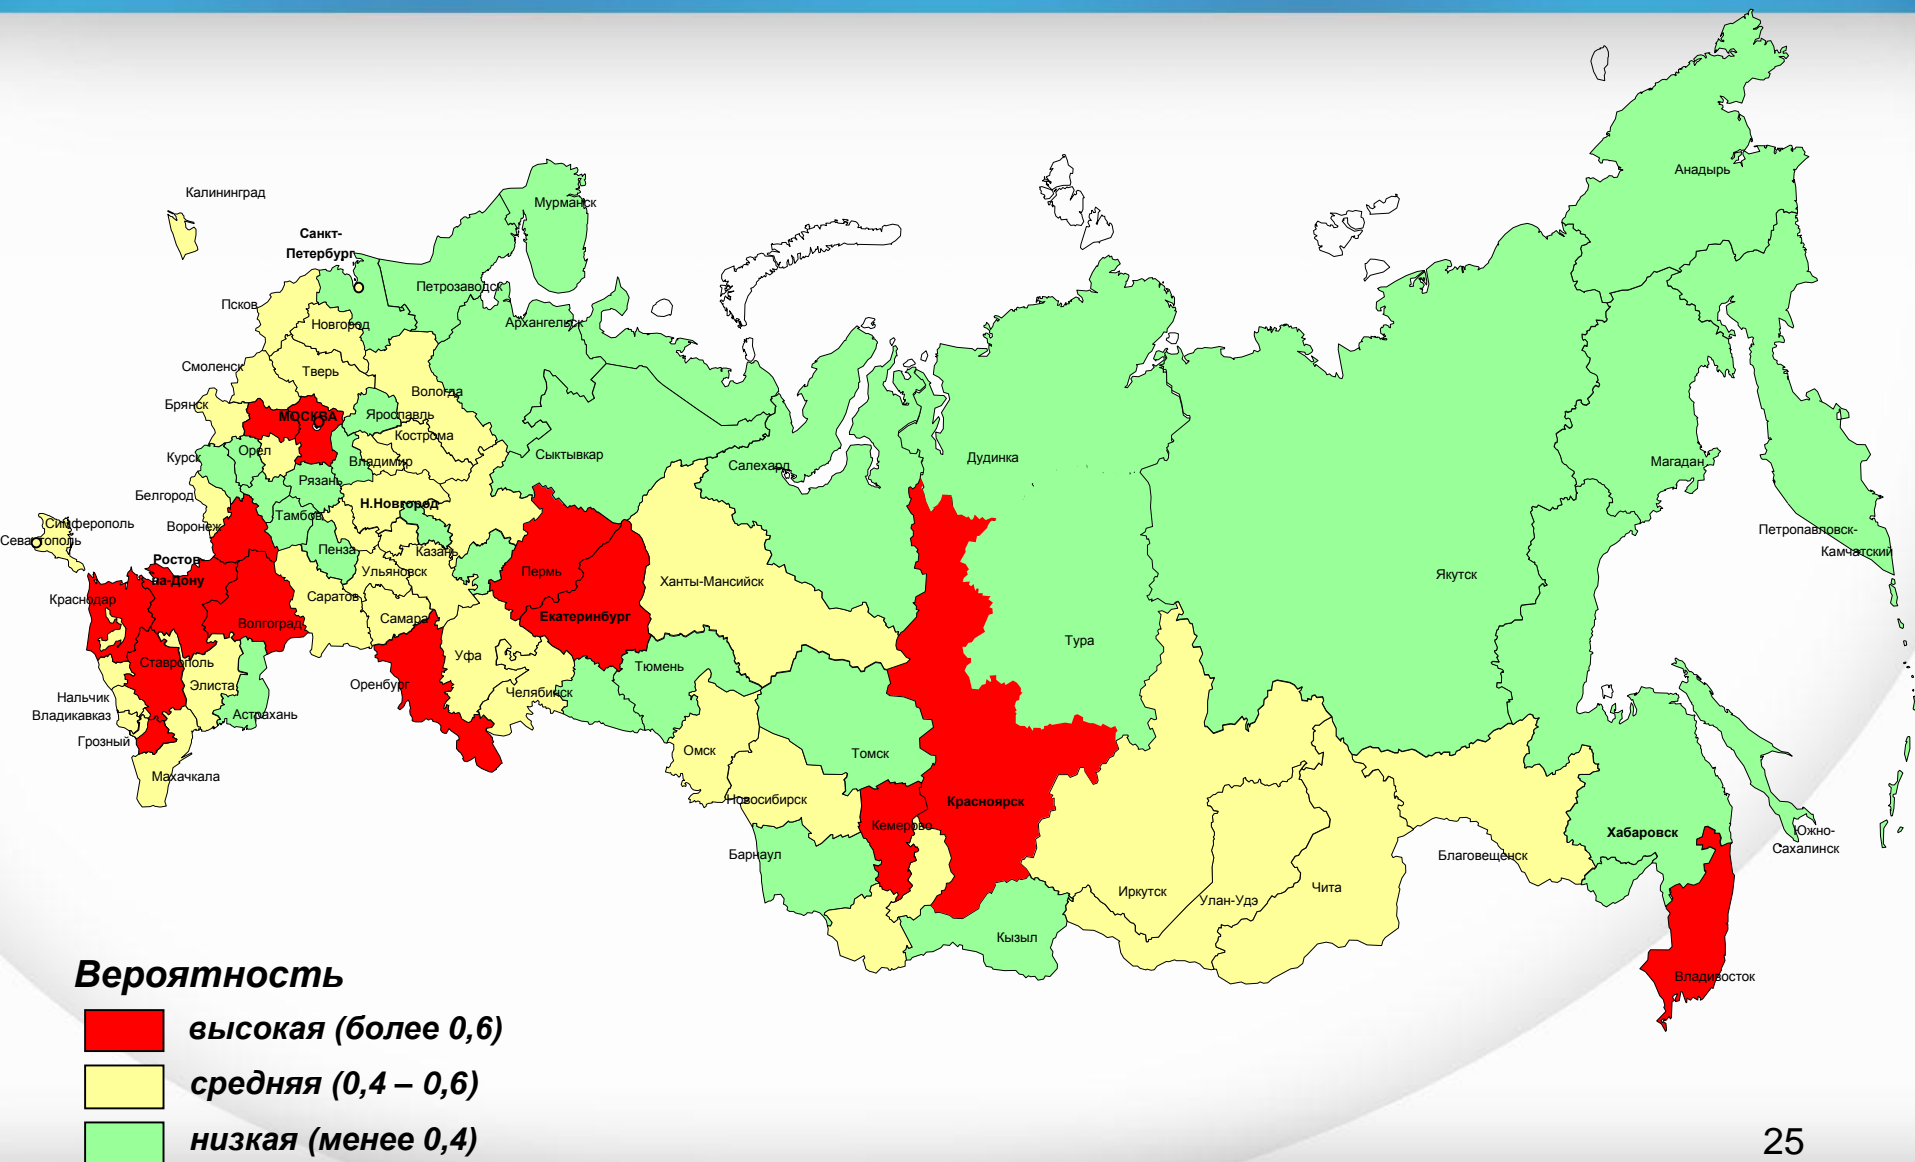 Анадырь
Калининград
Мурманск
Санкт-
Петербург
Петрозаводск
Псков
Новгород
Архангельск
Смоленск
Тверь
Вологда
Брянск
МОСКВА
Ярославль
Кострома
Орел
Курск
Владимир
Сыктывкар
Салехард
Дудинка
Магадан
Рязань
Белгород
Н.Новгород
Тамбов
Симферополь
Воронеж
Севастополь
Петропавловск-
Камчатский
Пенза
Казань
Ростов
на-Дону
Ульяновск
Пермь
Ханты-Мансийск
Якутск
Краснодар
Саратов
Самара
Екатеринбург
Волгоград
Тура
Уфа
Ставрополь
Тюмень
Оренбург
Элиста
Челябинск
Нальчик
Владикавказ
Астрахань
Грозный
Омск
Томск
Махачкала
Новосибирск
Красноярск
Кемерово
Хабаровск
Южно-
Сахалинск
Барнаул
Благовещенск
Иркутск
Чита
Улан-Удэ
Кызыл
Владивосток
Вероятность
высокая (более 0,6)
средняя (0,4 – 0,6)
низкая (менее 0,4)
25